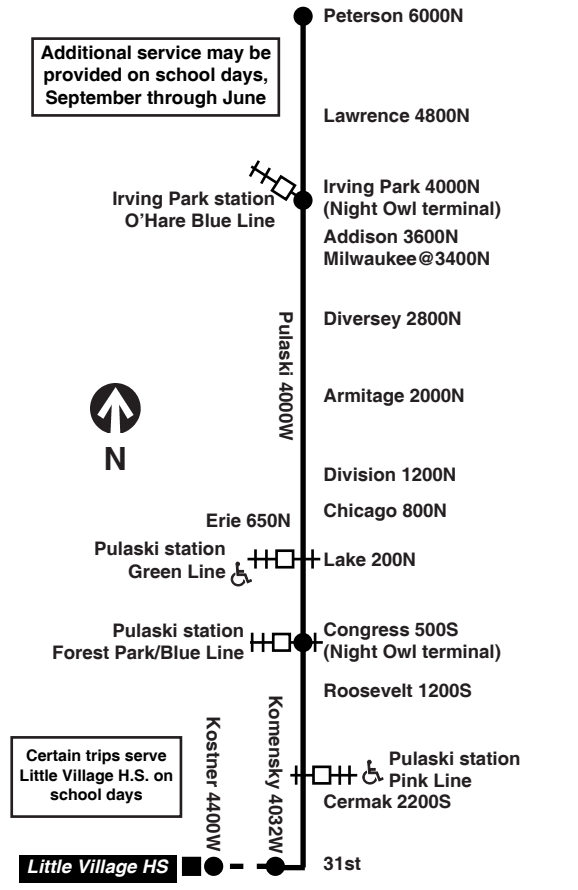 Peterson 6000N
Additional service may be
provided on school days,
September through June
Lawrence 4800N
Irving Park station
O'Hare Blue Line
Irving Park 4000N
(Night Owl terminal)
Addison 3600N
Milwaukee@3400N
Pulaski 4000W
Diversey 2800N
Armitage 2000N
N
Division 1200N
Chicago 800N
Erie 650N
Pulaski station
Green Line
Lake 200N
Pulaski station
Forest Park/Blue Line
Congress 500S
(Night Owl terminal)
Roosevelt 1200S
Kostner 4400W
Komensky 4032W
Certain trips serve
Little Village H.S. on
school days
Pulaski station
Pink Line
Cermak 2200S
Little Village HS
31st